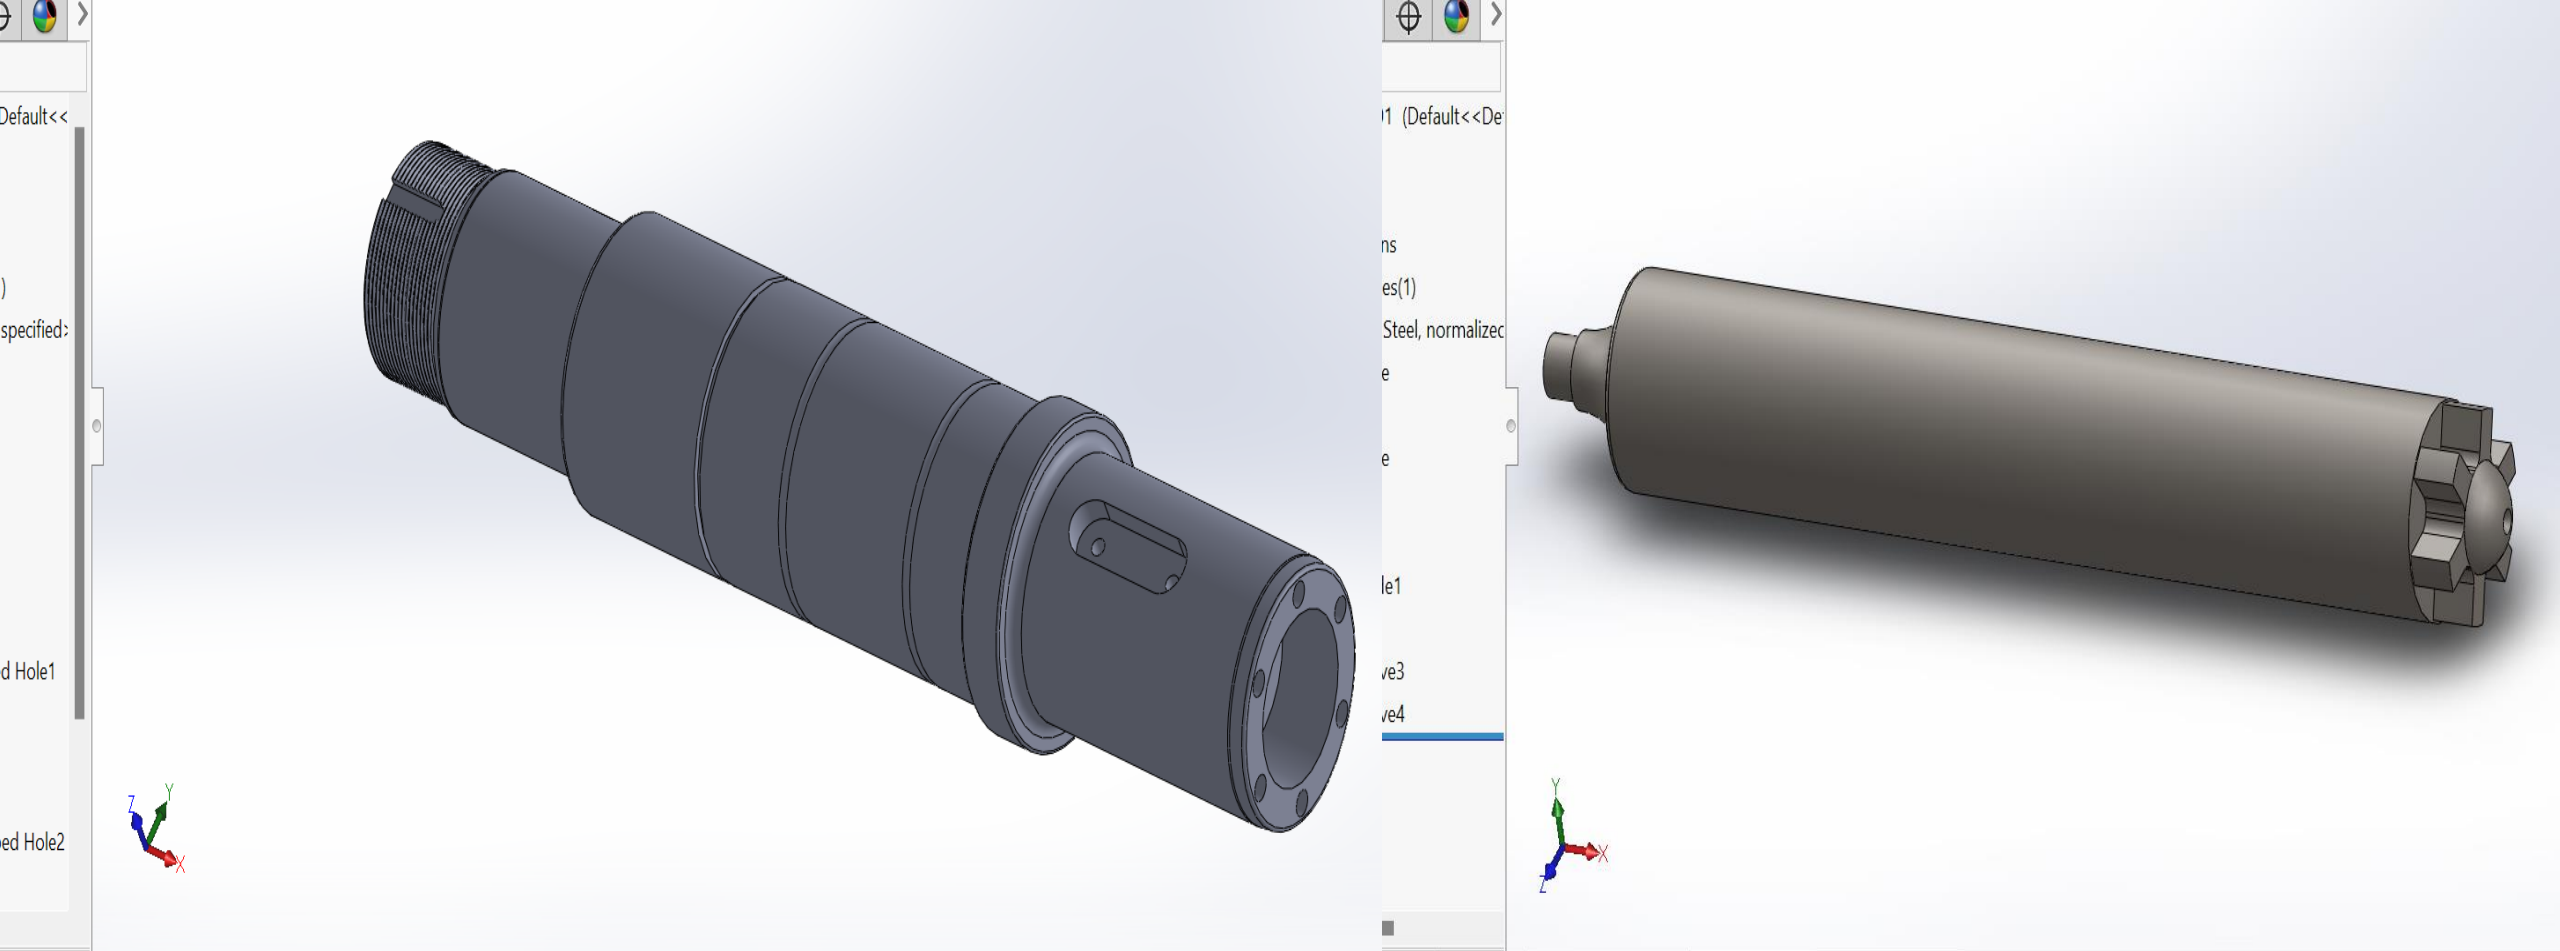 Default<<
)
specified>
d Hole1
ed Hole2
Y
Z
X
1 (Default<<De
ns
es(1)
Steel, normalized
e
e
le1
ve3
ve4
Y
X
Z